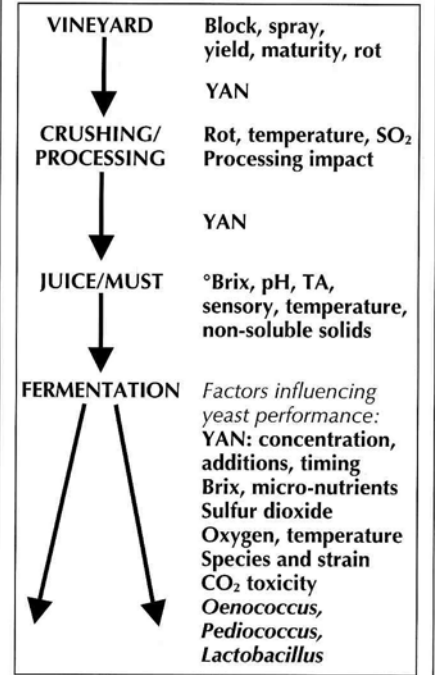 VINEYARD Block, spray,
yield, maturity, rot
YAN
CRUSHING/ Rot, temperature, SO₂
PROCESSING Processing impact
YAN
JUICE/MUST °Brix, pH, TA,
sensory, temperature,
non-soluble solids
FERMENTATION Factors influencing
yeast performance:
YAN: concentration,
additions, timing
Brix, micro-nutrients
Sulfur dioxide
Oxygen, temperature
Species and strain
CO₂ toxicity
Oenococcus,
Pediococcus,
Lactobacillus